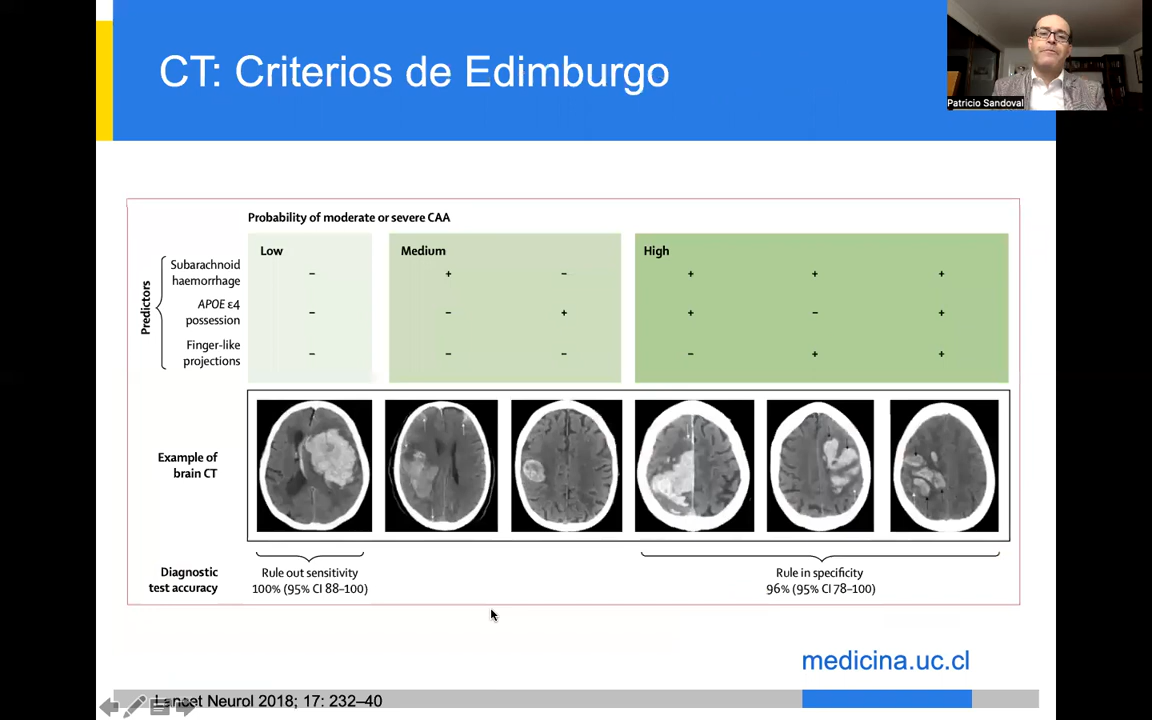 CT: Criterios de Edimburgo
Patricio Sandoval
Probability of moderate or severe CAA
Low
Medium
High
Predictors
Subarachnoid
haemorrhage
– + – + + +
APOE ε4
possession
– – + + – +
Finger-like
projections
– – – – + +
Example of
brain CT
Diagnostic
test accuracy
Rule out sensitivity
100% (95% CI 88–100)
Rule in specificity
96% (95% CI 78–100)
medicina.uc.cl
Lancet Neurol 2018; 17: 232–40